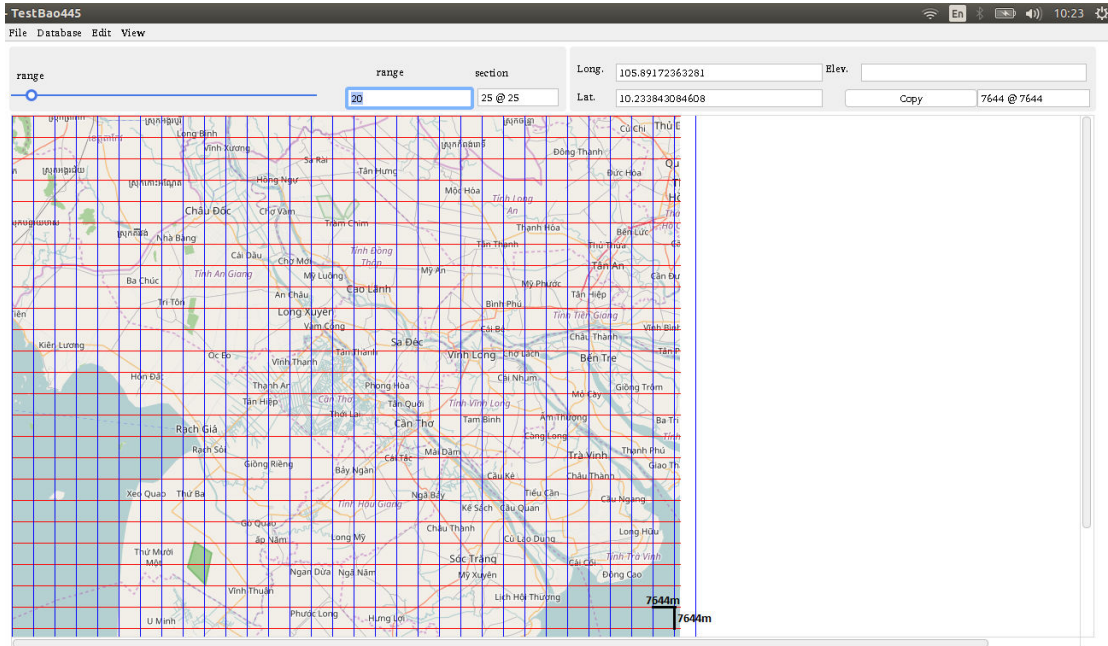 - TestBao445
En
10:23
File Database Edit View
range
range
section
Long.
105.89172363281
Elev.
20
25 @ 25
Lat.
10.233843084608
Copy
7644 @ 7644
Long Bình
Củ Chi
Vĩnh Xương
Đông Thành
Sa Rài
Tân Hưng
Đức Hòa
Hồng Ngự
Mộc Hóa
Tỉnh Long
An
Châu Đốc
Chợ Vàm
Tràm Chim
Thạnh Hóa
Bến Lức
Nhà Bàng
Tân Thạnh
Thủ Thừa
Cái Dầu
Chợ Mới
Tỉnh Đồng
Tháp
Tân An
Tỉnh An Giang
Mỹ Luông
Mỹ An
Ba Chúc
Mỹ Phước
An Châu
Cao Lãnh
Tân Hiệp
Tri Tôn
Bình Phú
Long Xuyên
Tỉnh Tiền Giang
Vàm Cống
Cái Bè
Châu Thành
Kiên Lương
Sa Đéc
Óc Eo
Tân Thành
Vĩnh Long
Chợ Lách
Bến Tre
Vĩnh Thạnh
Hòn Đất
Cái Nhum
Thạnh An
Phong Hòa
Giồng Trôm
Mỏ Cày
Tân Hiệp
Cần Thơ
Tân Quới
Tỉnh Vĩnh Long
Thới Lai
Cần Thơ
Tam Bình
Ba Tri
Rạch Giá
Càng Long
Rạch Sỏi
Cái Tắc
Mái Dầm
Trà Vinh
Thạnh Phú
Giồng Riềng
Bảy Ngàn
Cầu Kè
Châu Thành
Xẻo Quao
Thứ Ba
Ngã Bảy
Tiểu Cần
Cầu Ngang
Tỉnh Hậu Giang
Kế Sách
Cầu Quan
Gò Quao
Châu Thành
Long Hữu
ấp Năm
Long Mỹ
Cù Lao Dung
Thứ Mười
Một
Sóc Trăng
Tỉnh Trà Vinh
Cái Côi
Ngan Dừa
Ngã Năm
Mỹ Xuyên
Đông Cao
Vĩnh Thuận
Lịch Hội Thượng
7644m
Phước Long
Hưng Lợi
7644m
U Minh